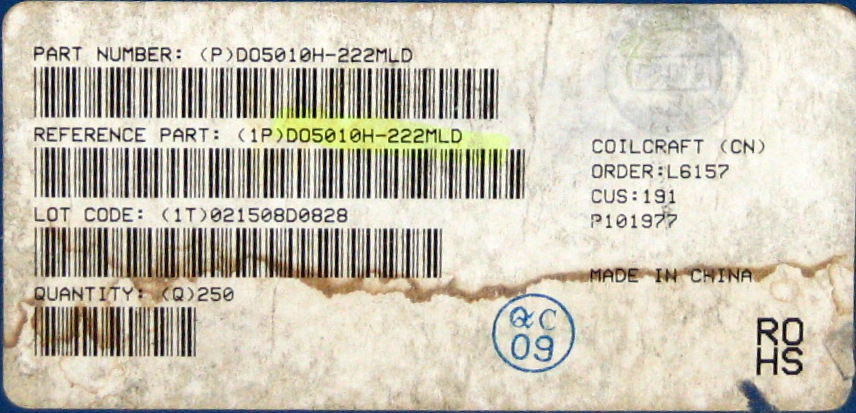 PART NUMBER: (P)DO5010H-222MLD
REFERENCE PART: (1P)DO5010H-222MLD
LOT CODE: (1T)021508D0828
QUANTITY: (Q)250
COILCRAFT (CN)
ORDER:L6157
CUS:191
P101977
MADE IN CHINA
QC
09
RO
HS